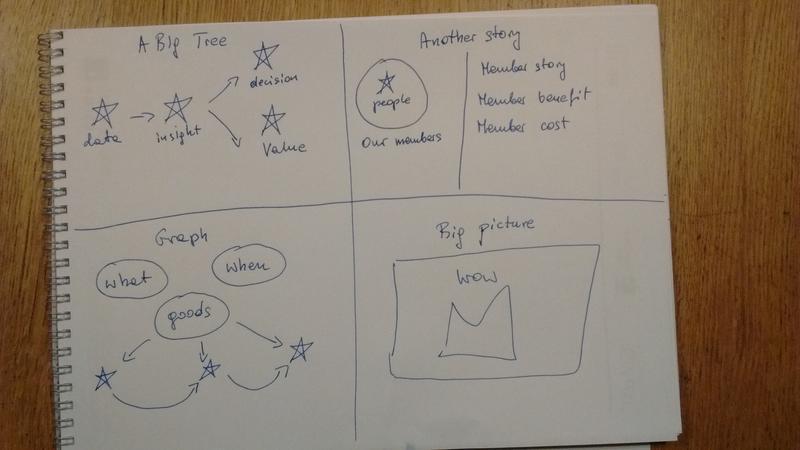 A Big Tree
data
insight
decision
Value
Another story
people
Our members
Member story
Member benefit
Member cost
Graph
what
when
goods
Big picture
WOW